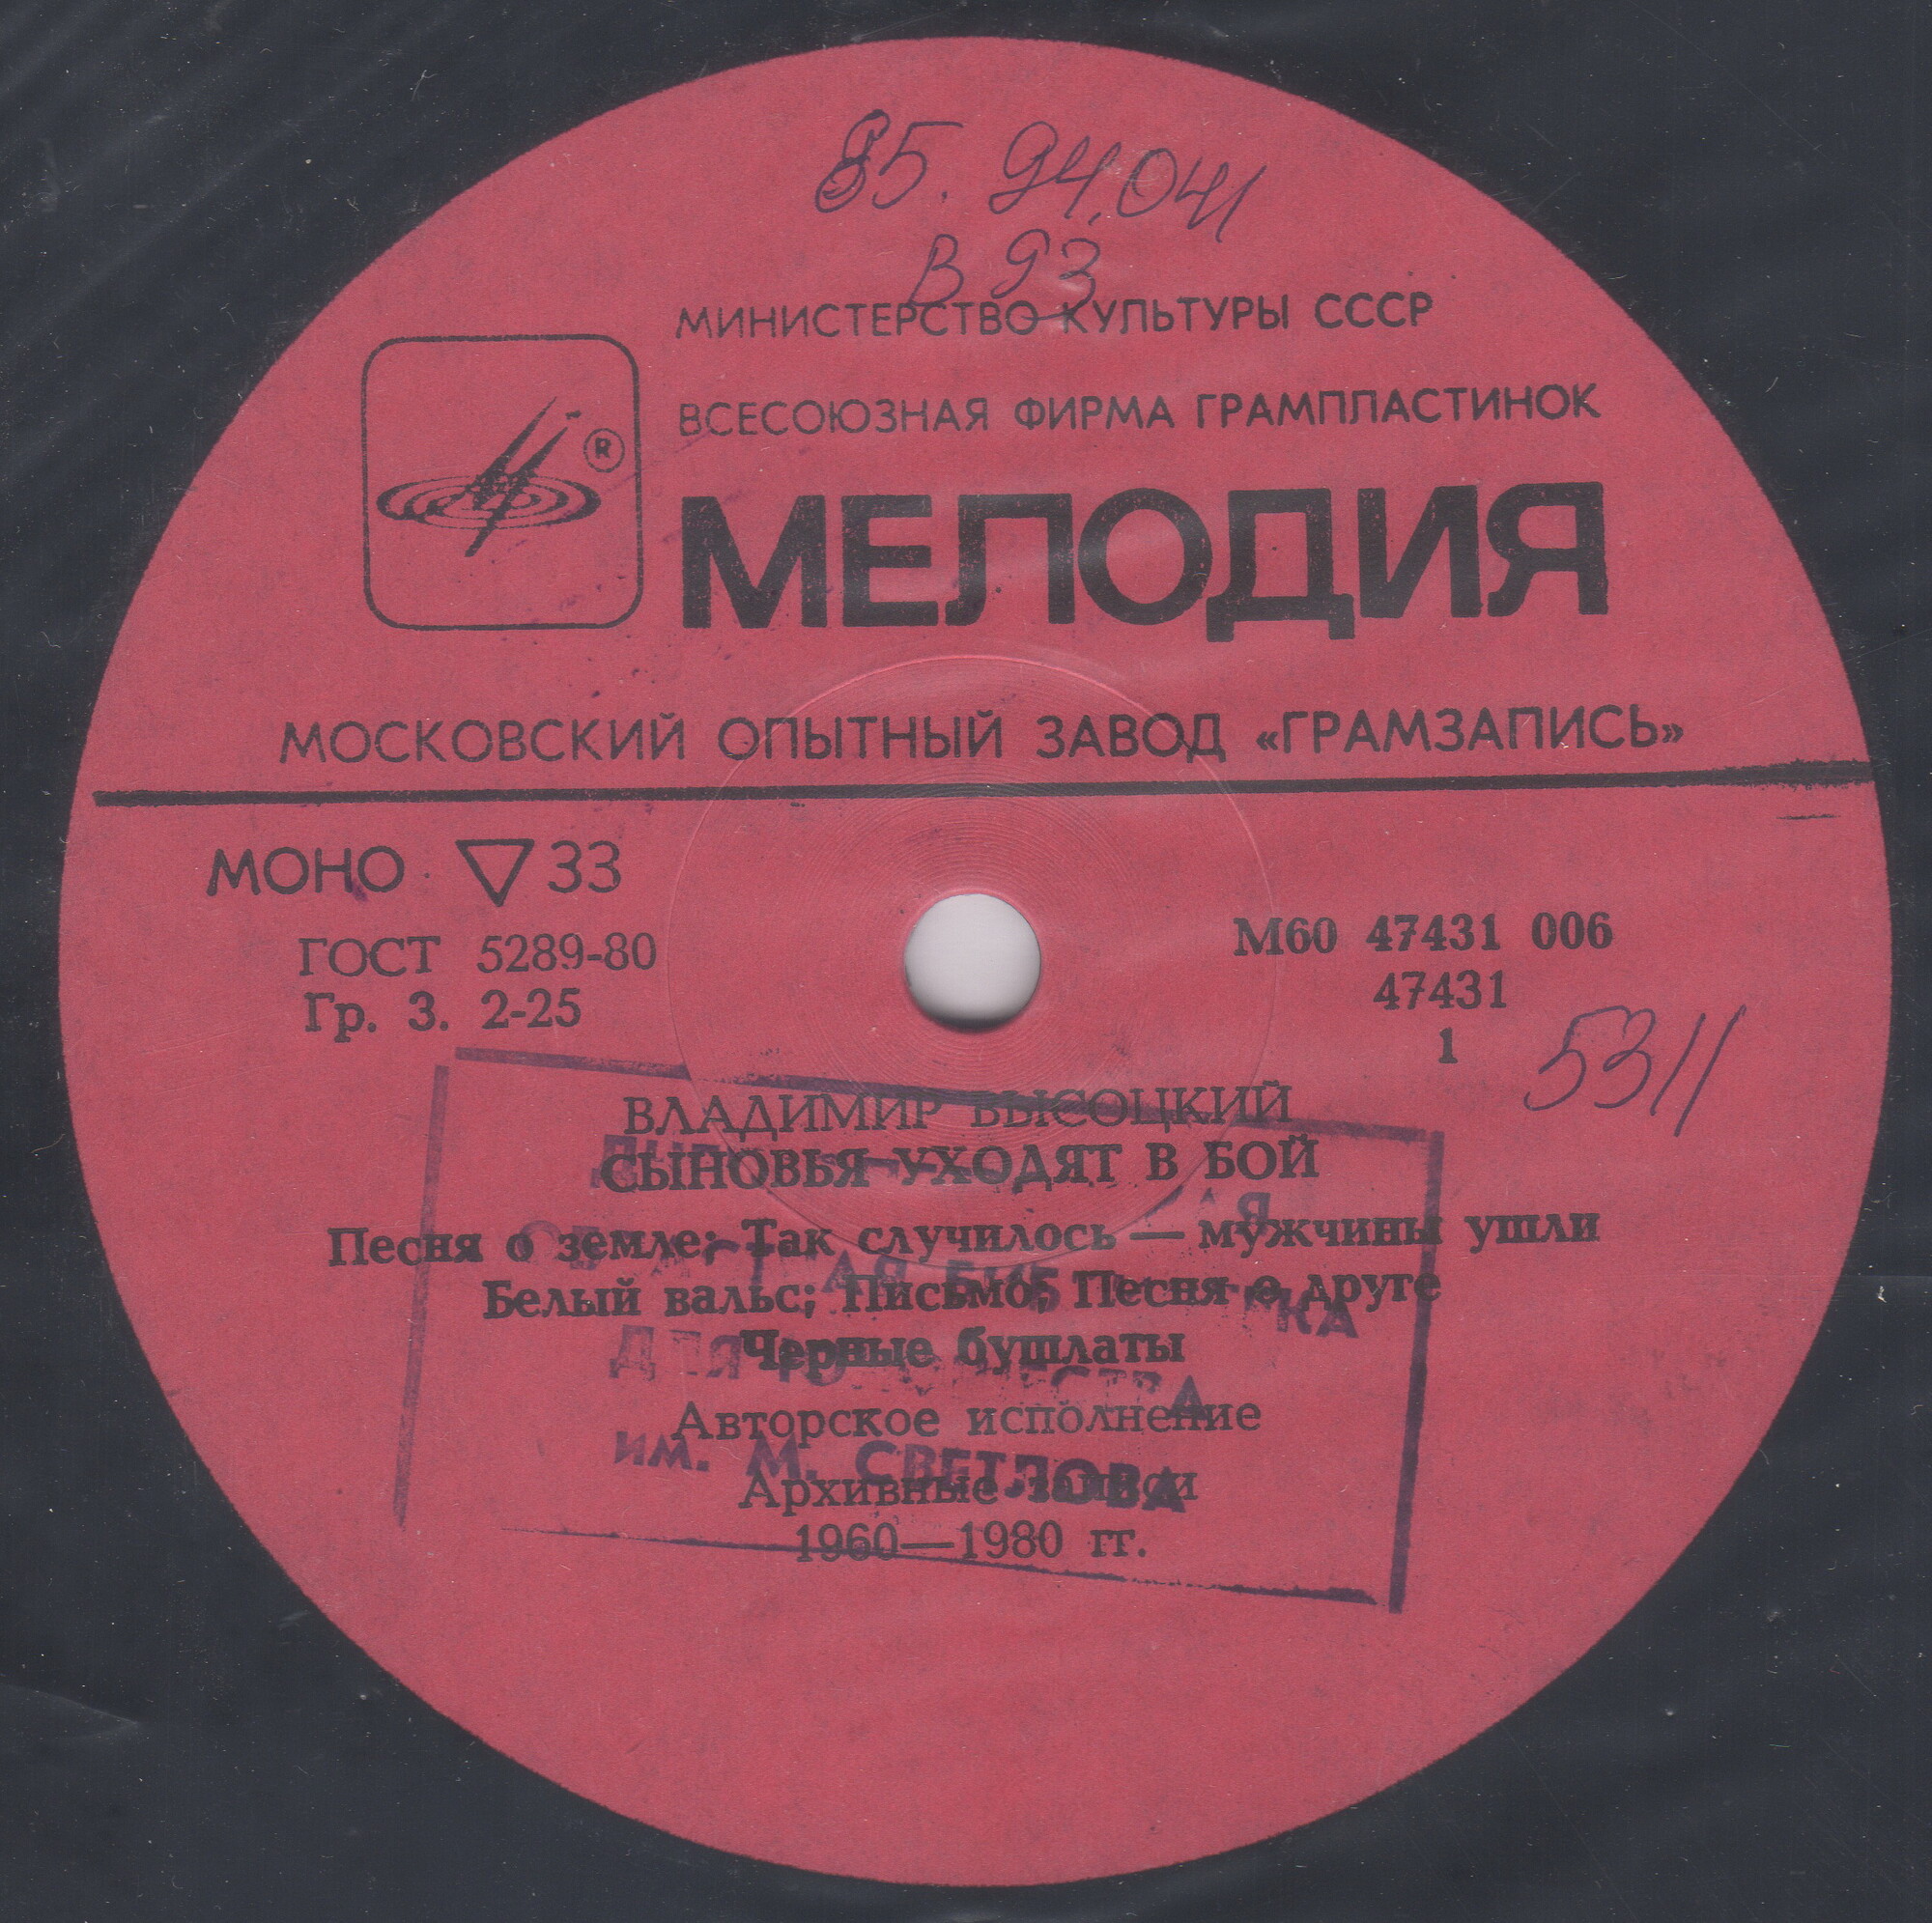 85.94,041
В 93
МИНИСТЕРСТВО КУЛЬТУРЫ СССР
ВСЕСОЮЗНАЯ ФИРМА ГРАМПЛАСТИНОК
®
МЕЛОДИЯ
МОСКОВСКИЙ ОПЫТНЫЙ ЗАВОД «ГРАМЗАПИСЬ»
МОНО ▽ 33
ГОСТ 5289-80
Гр. 3. 2-25
М60 47431 006
47431
1
5311
ВЛАДИМИР ВЫСОЦКИЙ
СЫНОВЬЯ УХОДЯТ В БОЙ
Песня о земле; Так случилось — мужчины ушли
Белый вальс; Письмо; Песня о друге
Черные бушлаты
Авторское исполнение
Архивные записи
1960—1980 гг.
ДЛЯ
ИМ. М. СВЕТЛОВА